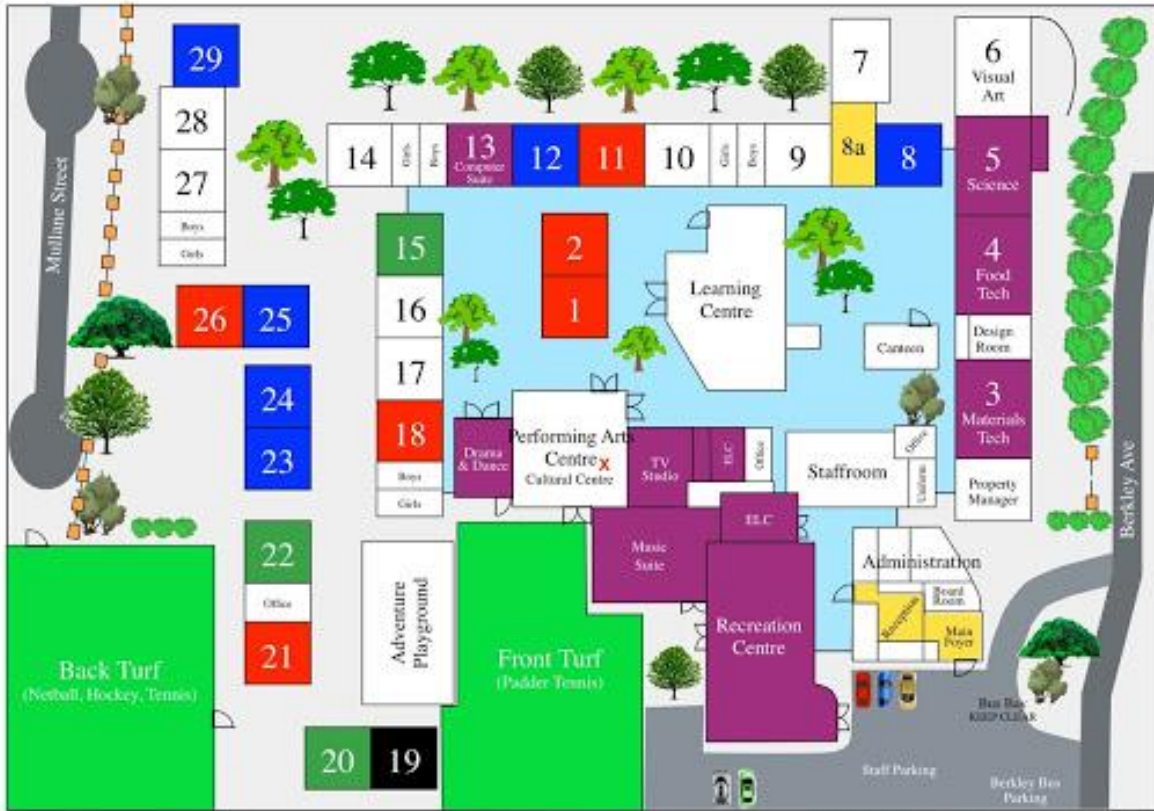 29
28
27
Boys
Girls
26
25
24
23
22
Office
21
20
19
Mullane Street
14
Girls
Boys
13
Computer
Suite
12
11
10
Girls
Boys
9
8a
8
7
6
Visual
Art
5
Science
4
Food
Tech
Design
Room
3
Materials
Tech
Property
Manager
15
16
17
18
Boys
Girls
2
1
Learning
Centre
Canteen
Drama
& Dance
Performing Arts
Centre
x
Cultural Centre
TV
Studio
ELC
Office
Staffroom
Office
Uniform
ELC
Music
Suite
Recreation
Centre
Administration
Board
Room
Reception
Main
Foyer
Adventure
Playground
Back Turf
(Netball, Hockey, Tennis)
Front Turf
(Padder Tennis)
Bus Bay
KEEP CLEAR
Staff Parking
Berkley Bus
Parking
Berkley Ave